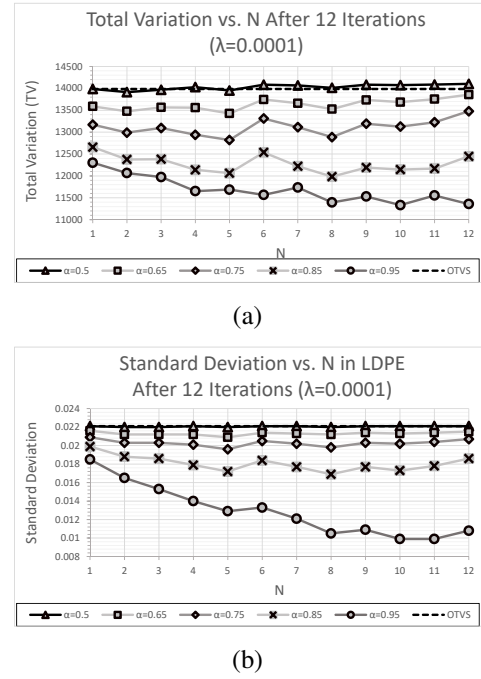 Total Variation vs. N After 12 Iterations
(λ=0.0001)
Total Variation (TV)
14500
14000
13500
13000
12500
12000
11500
11000
1 2 3 4 5 6 7 8 9 10 11 12
N
α=0.5 α=0.65 α=0.75 α=0.85 α=0.95 OTVS
(a)
Standard Deviation vs. N in LDPE
After 12 Iterations (λ=0.0001)
Standard Deviation
0.024
0.022
0.02
0.018
0.016
0.014
0.012
0.01
0.008
1 2 3 4 5 6 7 8 9 10 11 12
N
α=0.5 α=0.65 α=0.75 α=0.85 α=0.95 OTVS
(b)